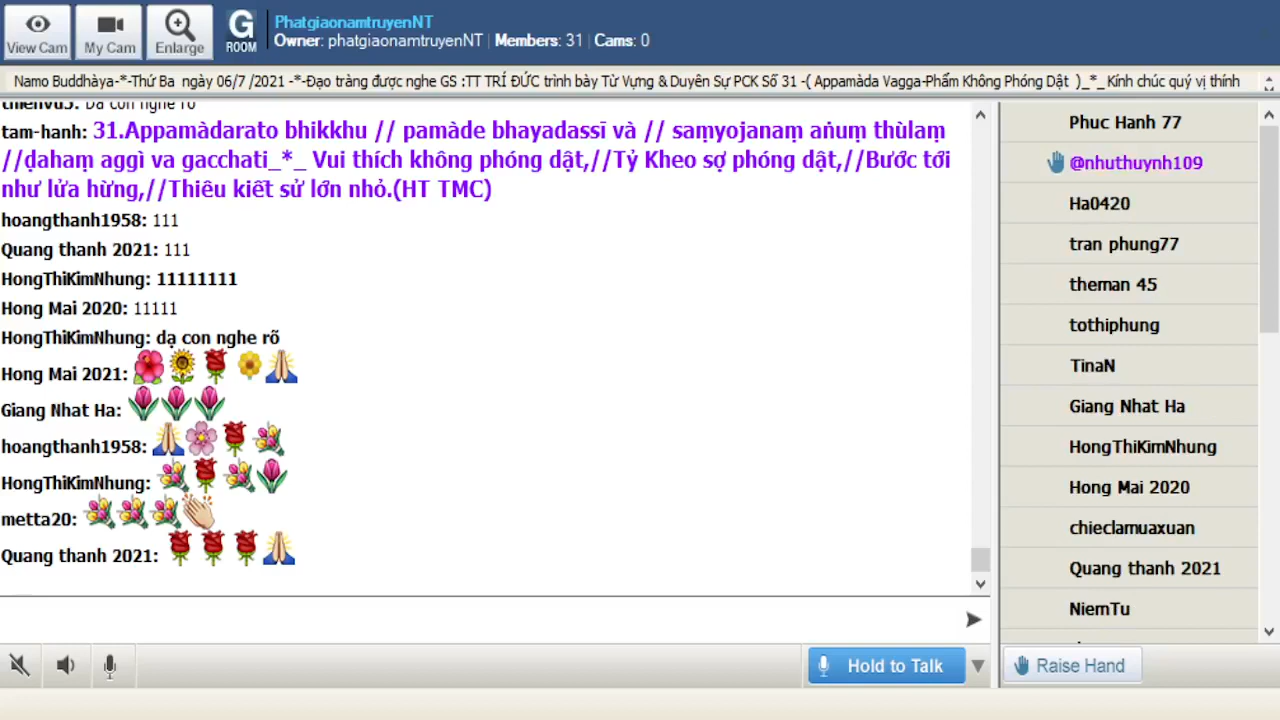 View Cam
My Cam
Enlarge
G
ROOM
PhatgiaonamtruyenNT
Owner: phatgiaonamtruyenNT | Members: 31 | Cams: 0
Namo Buddhàya-*-Thứ Ba ngày 06/7 /2021 -*-Đạo tràng được nghe GS :TT TRÍ ĐỨC trình bày Từ Vựng & Duyên Sự PCK Số 31 -( Appamàda Vagga-Phẩm Không Phóng Dật )_*_ Kính chúc quý vị thính
thienvu5: Dạ con nghe rõ
tam-hanh: 31.Appamàdarato bhikkhu // pamàde bhayadassī và // saṃyojanaṃ aṅuṃ thùlaṃ
//ḍahaṃ aggì va gacchati_*_ Vui thích không phóng dật,//Tỷ Kheo sợ phóng dật,//Bước tới
như lửa hừng,//Thiêu kiết sử lớn nhỏ.(HT TMC)
hoangthanh1958: 111
Quang thanh 2021: 111
HongThiKimNhung: 11111111
Hong Mai 2020: 11111
HongThiKimNhung: dạ con nghe rõ
Hong Mai 2021: 🌺🌻🌹🌼🙏
Giang Nhat Ha: 🌷🌷🌷
hoangthanh1958: 🙏🌸🌹💐
HongThiKimNhung: 💐🌹💐🌷
metta20: 💐💐💐👏
Quang thanh 2021: 🌹🌹🌹🙏
Hold to Talk
Phuc Hanh 77
@nhuthuynh109
Ha0420
tran phung77
theman 45
tothiphung
TinaN
Giang Nhat Ha
HongThiKimNhung
Hong Mai 2020
chieclamuaxuan
Quang thanh 2021
NiemTu
Raise Hand